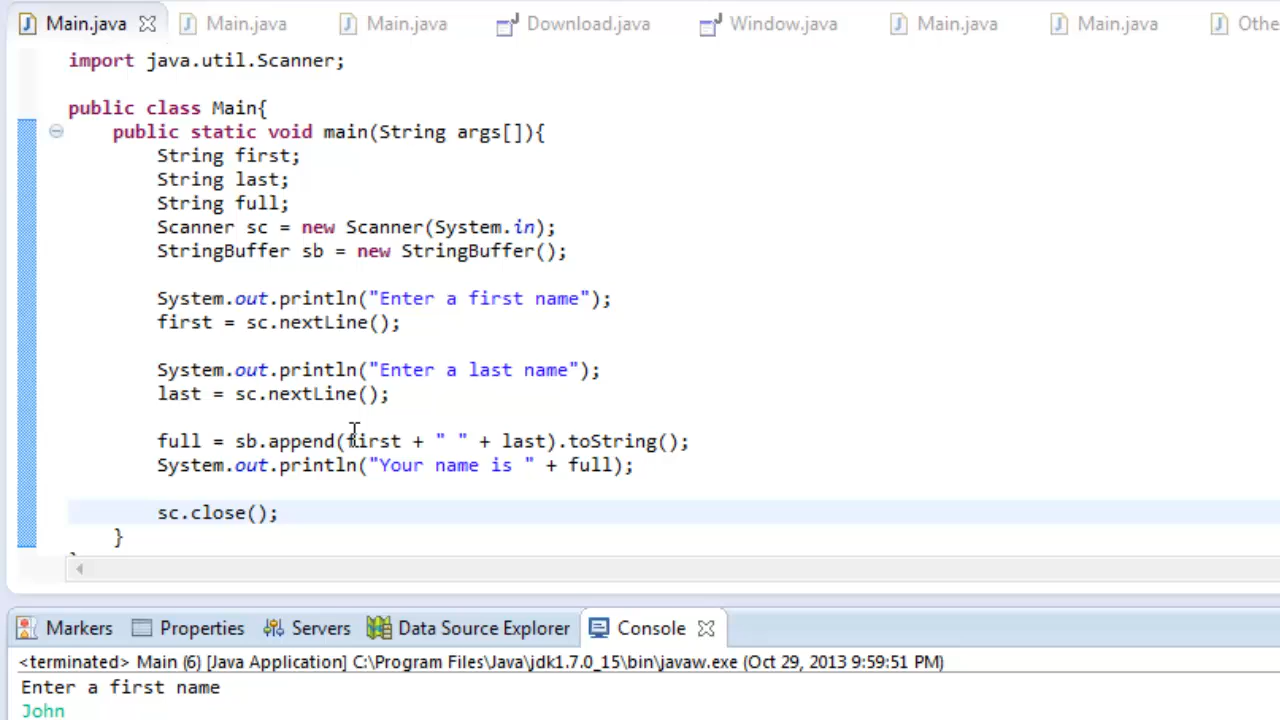 Main.java Main.java Main.java Download.java Window.java Main.java Main.java Othe
import java.util.Scanner;
public class Main{
public static void main(String args[]){
String first;
String last;
String full;
Scanner sc = new Scanner(System.in);
StringBuffer sb = new StringBuffer();
System.out.println("Enter a first name");
first = sc.nextLine();
System.out.println("Enter a last name");
last = sc.nextLine();
full = sb.append(first + " " + last).toString();
System.out.println("Your name is " + full);
sc.close();
}
Markers Properties Servers Data Source Explorer Console
<terminated> Main (6) [Java Application] C:\Program Files\Java\jdk1.7.0_15\bin\javaw.exe (Oct 29, 2013 9:59:51 PM)
Enter a first name
John